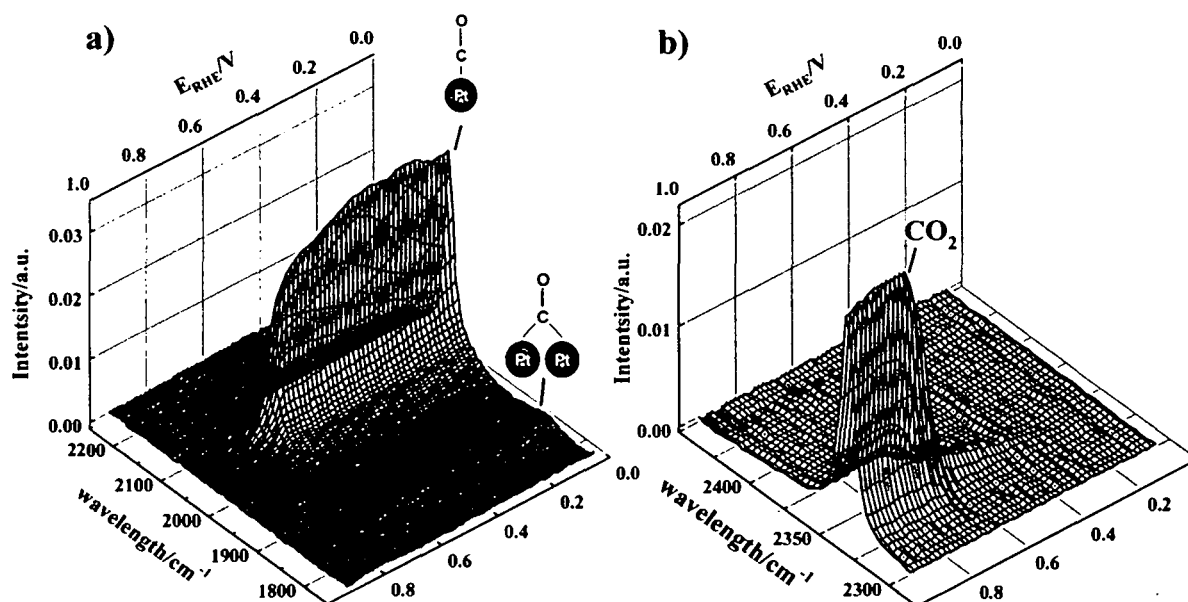 a)
E_RHE/V
0.0
0.2
0.4
0.6
0.8
1.0
O
C
Pt
O
C
Pt Pt
Intentsity/a.u.
0.03
0.02
0.01
0.00
2200
2100
2000
1900
1800
wavelength/cm⁻¹
0.8
0.6
0.4
0.2
0.0
b)
E_RHE/V
0.0
0.2
0.4
0.6
0.8
1.0
CO₂
Intentsity/a.u.
0.02
0.01
0.00
2400
2350
2300
wavelength/cm⁻¹
0.8
0.6
0.4
0.2